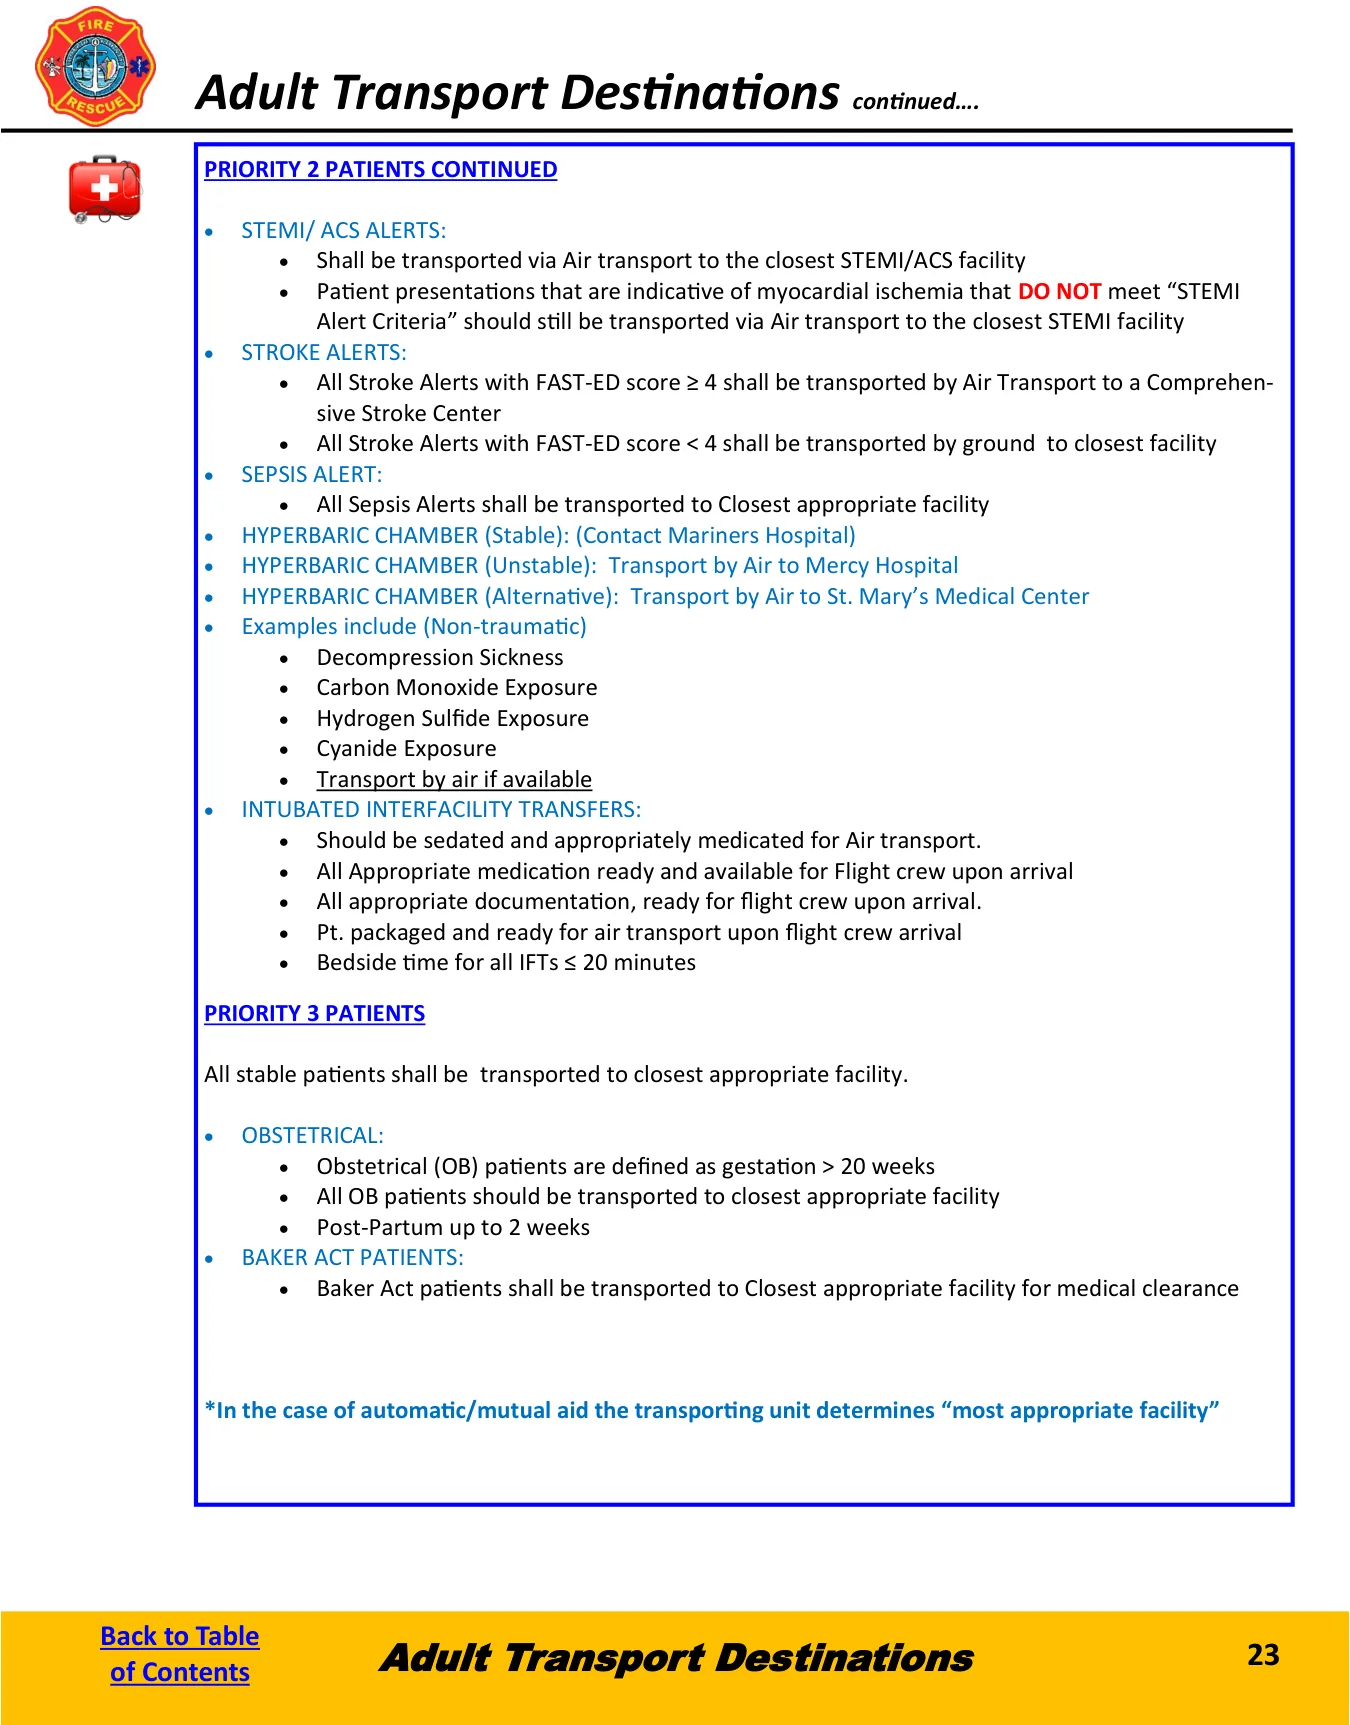 FIRE
RESCUE
Adult Transport Destinations continued....
PRIORITY 2 PATIENTS CONTINUED
• STEMI/ ACS ALERTS:
• Shall be transported via Air transport to the closest STEMI/ACS facility
• Patient presentations that are indicative of myocardial ischemia that DO NOT meet “STEMI
Alert Criteria” should still be transported via Air transport to the closest STEMI facility
• STROKE ALERTS:
• All Stroke Alerts with FAST-ED score ≥ 4 shall be transported by Air Transport to a Comprehen-
sive Stroke Center
• All Stroke Alerts with FAST-ED score < 4 shall be transported by ground  to closest facility
• SEPSIS ALERT:
• All Sepsis Alerts shall be transported to Closest appropriate facility
• HYPERBARIC CHAMBER (Stable): (Contact Mariners Hospital)
• HYPERBARIC CHAMBER (Unstable):  Transport by Air to Mercy Hospital
• HYPERBARIC CHAMBER (Alternative):  Transport by Air to St. Mary’s Medical Center
• Examples include (Non-traumatic)
• Decompression Sickness
• Carbon Monoxide Exposure
• Hydrogen Sulfide Exposure
• Cyanide Exposure
• Transport by air if available
• INTUBATED INTERFACILITY TRANSFERS:
• Should be sedated and appropriately medicated for Air transport.
• All Appropriate medication ready and available for Flight crew upon arrival
• All appropriate documentation, ready for flight crew upon arrival.
• Pt. packaged and ready for air transport upon flight crew arrival
• Bedside time for all IFTs ≤ 20 minutes
PRIORITY 3 PATIENTS
All stable patients shall be  transported to closest appropriate facility.
• OBSTETRICAL:
• Obstetrical (OB) patients are defined as gestation > 20 weeks
• All OB patients should be transported to closest appropriate facility
• Post-Partum up to 2 weeks
• BAKER ACT PATIENTS:
• Baker Act patients shall be transported to Closest appropriate facility for medical clearance
*In the case of automatic/mutual aid the transporting unit determines “most appropriate facility”
Back to Table
of Contents
Adult Transport Destinations
23